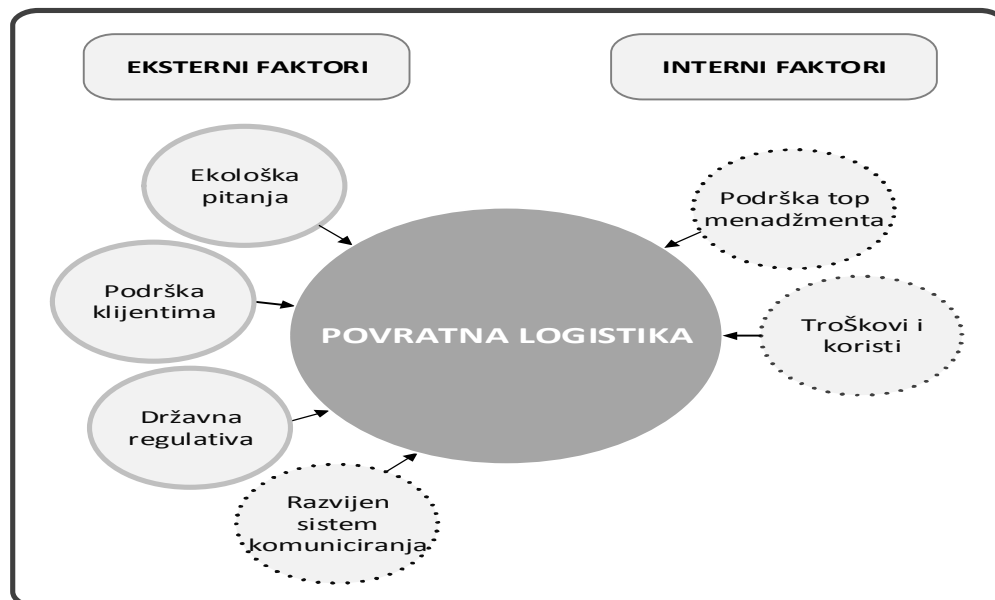 EKSTERNI FAKTORI
INTERNI FAKTORI
Ekološka
pitanja
Podrška top
menadžmenta
Podrška
klijentima
POVRATNA LOGISTIKA
TroŠkovi i
koristi
Državna
regulativa
Razvijen
sistem
komuniciranja